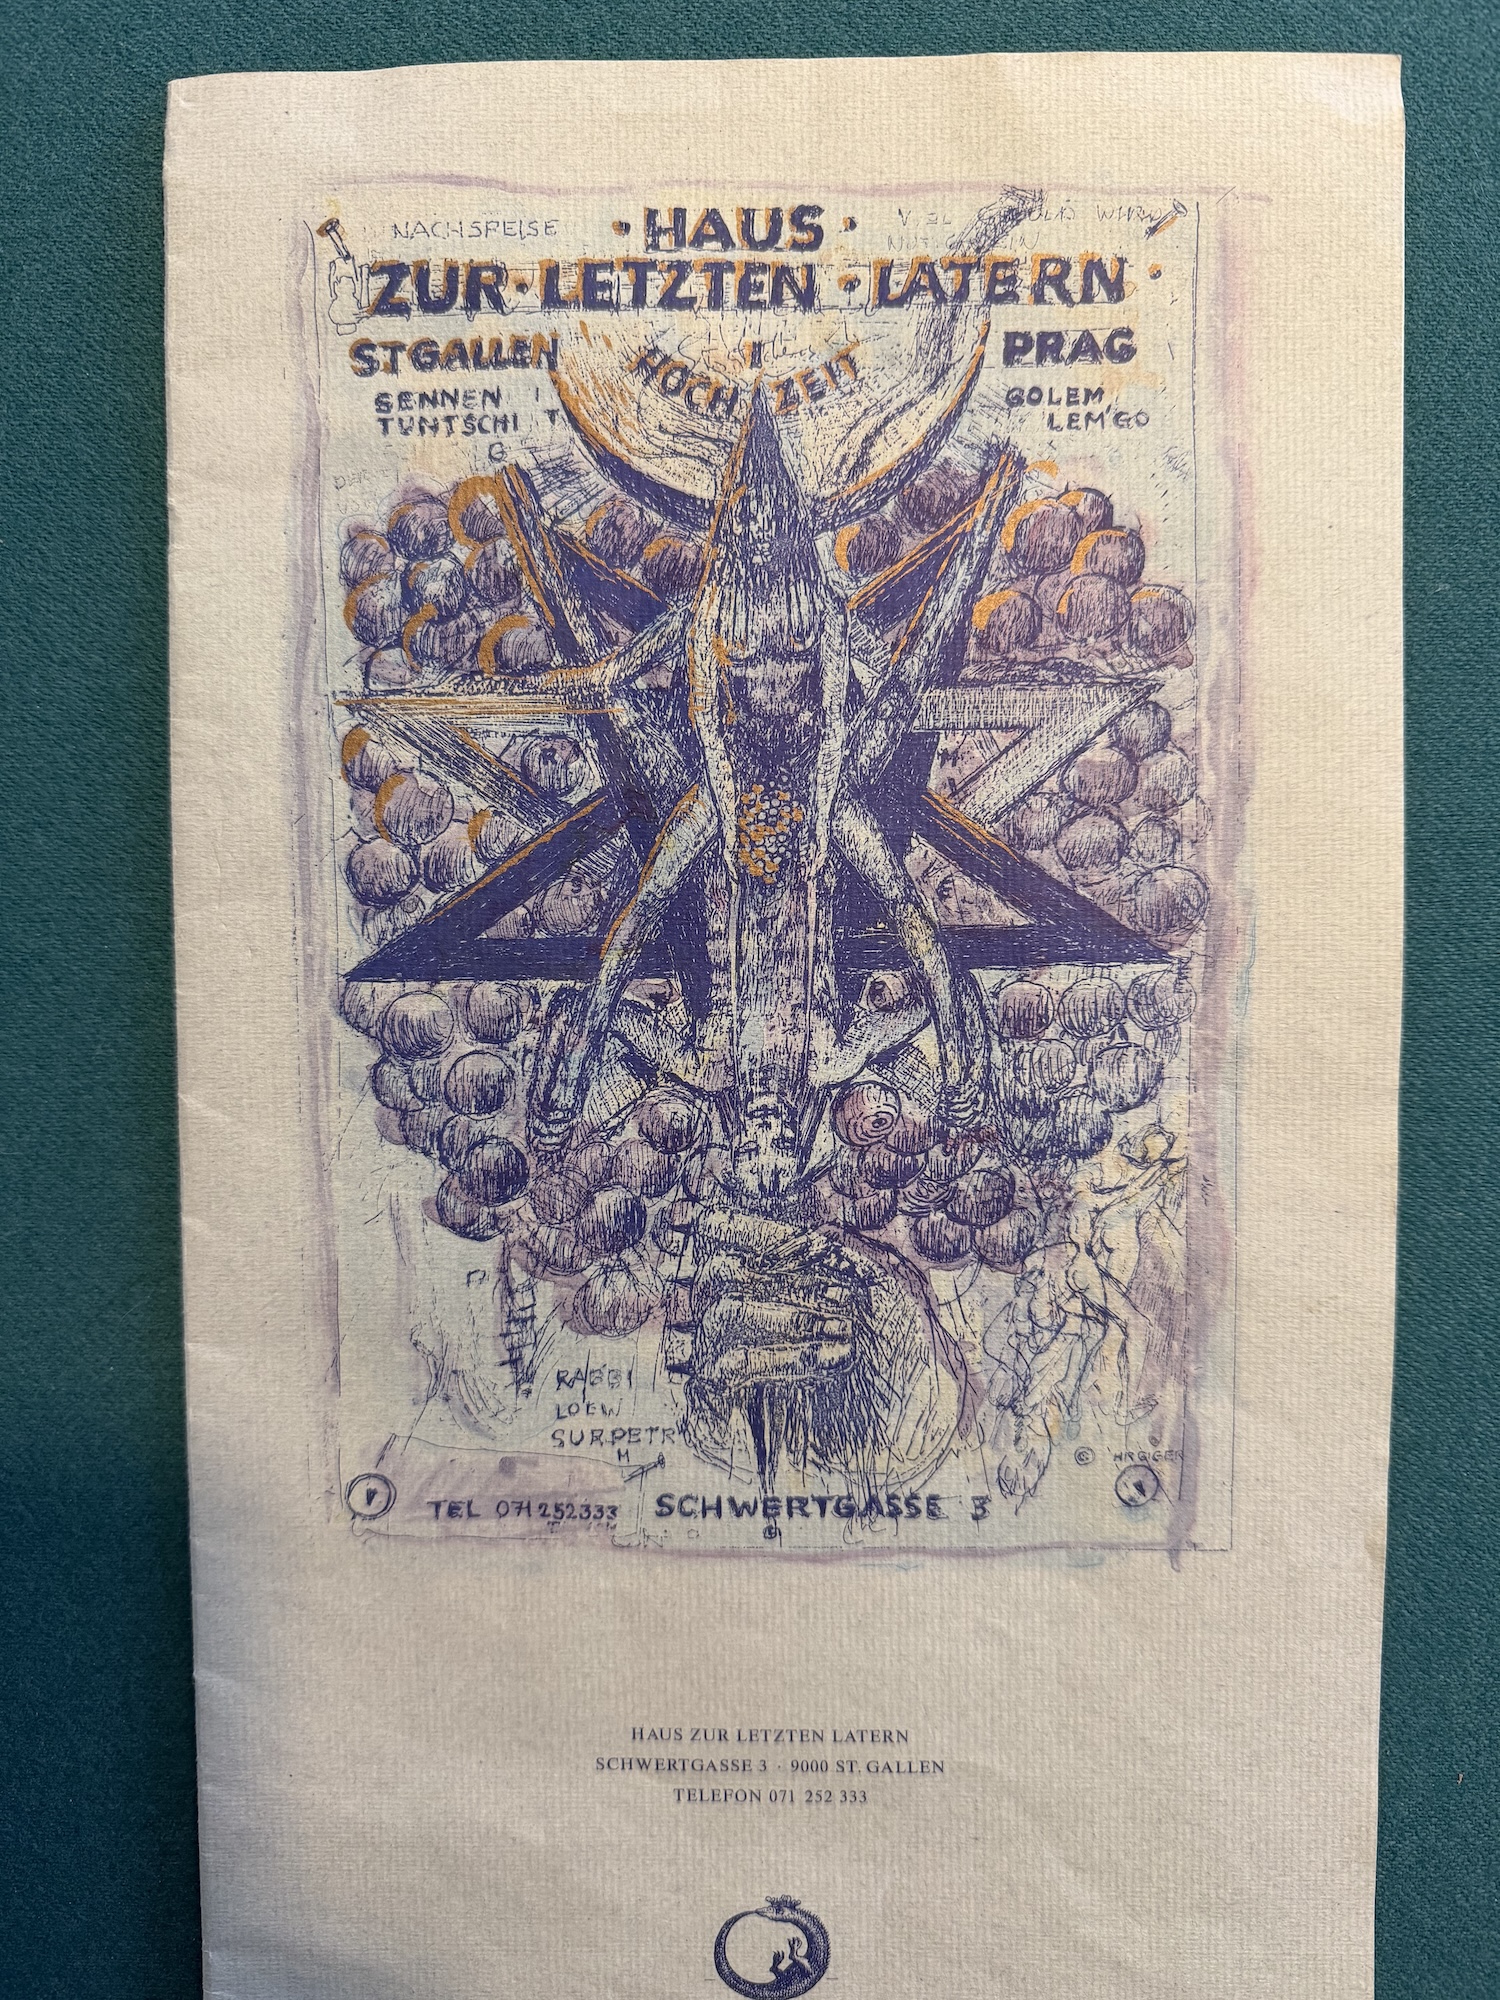 NACHSPEISE
· HAUS ·
ZUR · LETZTEN · LATERN ·
ST GALLEN
I
PRAG
HOCH ZEIT
SENNEN
TUNTSCHI
GOLEM
LEM'GO
RABBI
LOEW
SURPETR
M
© HRGIGER
TEL 071 252333
SCHWERTGASSE 3
HAUS ZUR LETZTEN LATERN
SCHWERTGASSE 3 · 9000 ST. GALLEN
TELEFON 071 252 333